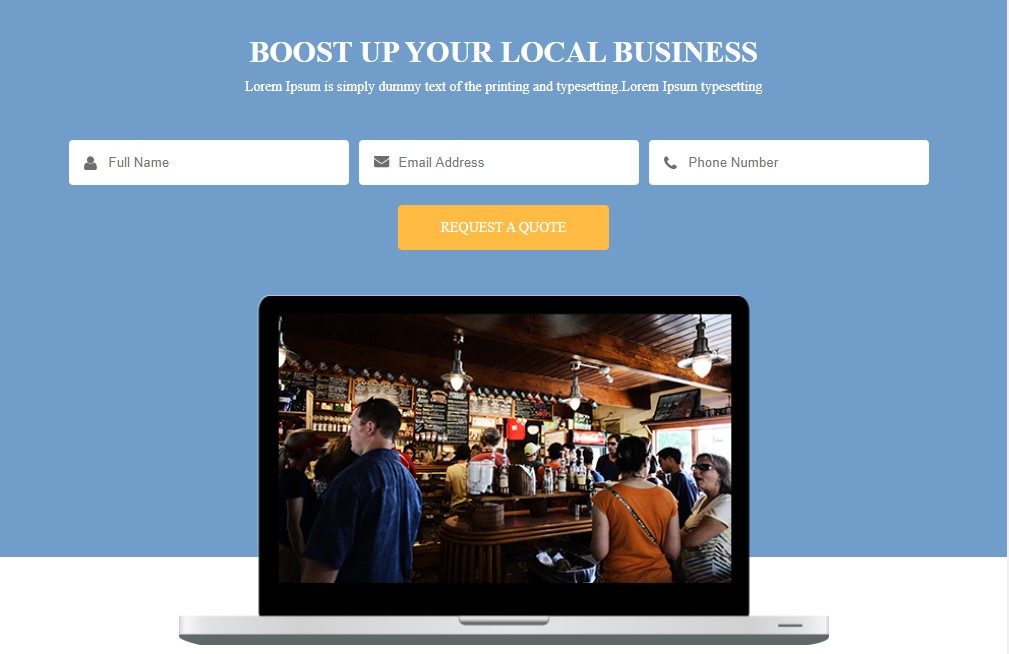 BOOST UP YOUR LOCAL BUSINESS
Lorem Ipsum is simply dummy text of the printing and typesetting.Lorem Ipsum typesetting
Full Name
Email Address
Phone Number
REQUEST A QUOTE